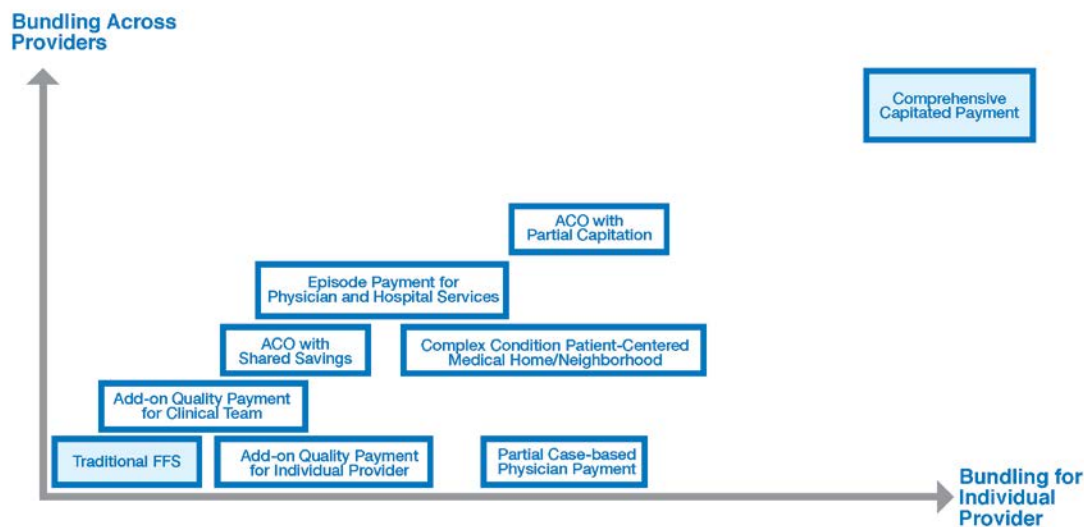 Bundling Across
Providers
Comprehensive
Capitated Payment
ACO with
Partial Capitation
Episode Payment for
Physician and Hospital Services
ACO with
Shared Savings
Complex Condition Patient-Centered
Medical Home/Neighborhood
Add-on Quality Payment
for Clinical Team
Traditional FFS
Add-on Quality Payment
for Individual Provider
Partial Case-based
Physician Payment
Bundling for
Individual
Provider